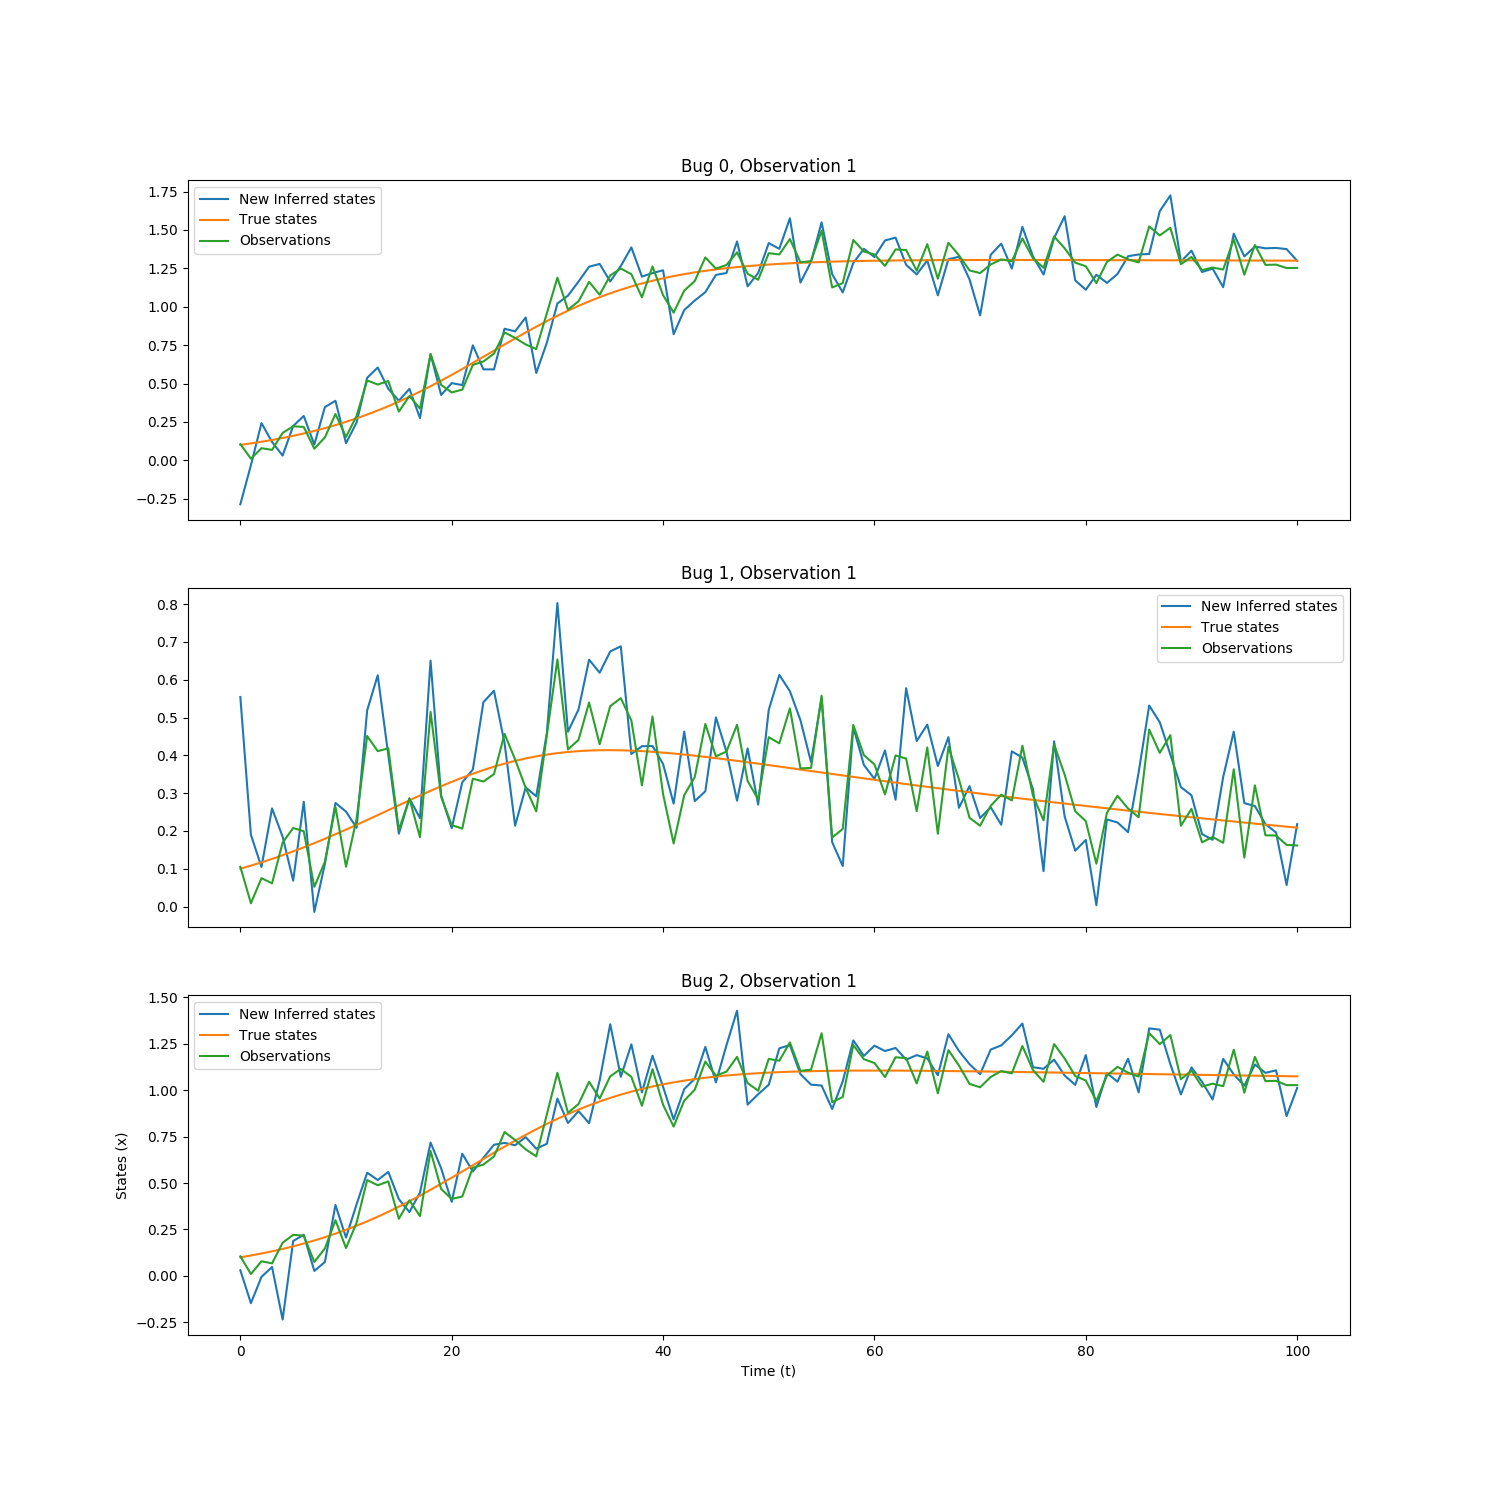 Bug 0, Observation 1
1.75
1.50
1.25
1.00
0.75
0.50
0.25
0.00
−0.25
New Inferred states
True states
Observations
Bug 1, Observation 1
0.8
0.7
0.6
0.5
0.4
0.3
0.2
0.1
0.0
New Inferred states
True states
Observations
Bug 2, Observation 1
1.50
1.25
1.00
0.75
0.50
0.25
0.00
−0.25
New Inferred states
True states
Observations
States (x)
0 20 40 60 80 100
Time (t)